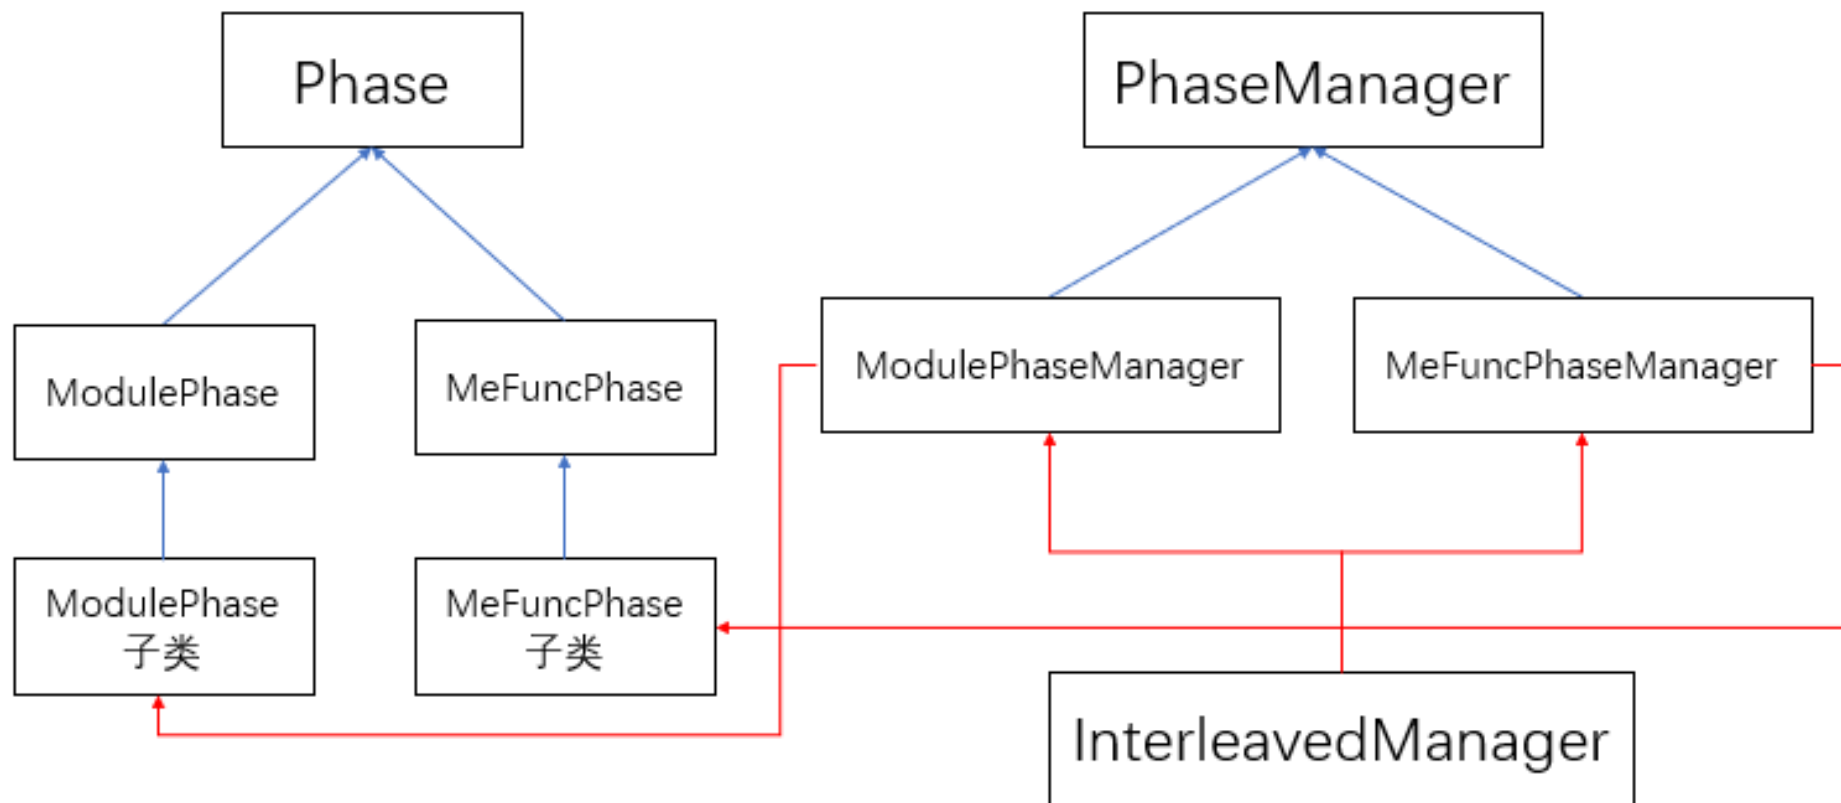 Phase
PhaseManager
ModulePhase
MeFuncPhase
ModulePhaseManager
MeFuncPhaseManager
ModulePhase
子类
MeFuncPhase
子类
InterleavedManager